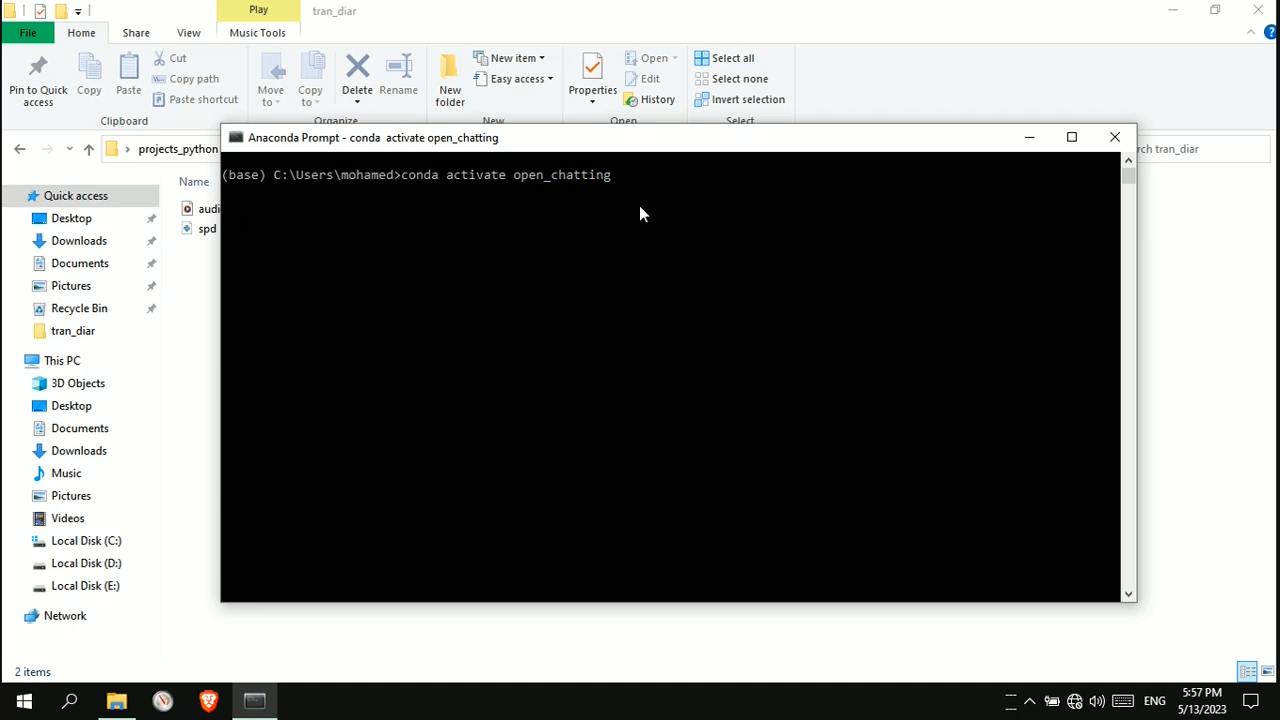 Play
tran_diar
File
Home
Share
View
Music Tools
Pin to Quick access
Copy
Paste
Cut
Copy path
Paste shortcut
Clipboard
Move to
Copy to
Delete
Rename
Organize
New folder
New item
Easy access
New
Properties
Open
Edit
History
Open
Select all
Select none
Invert selection
Select
projects_python
rch tran_diar
Anaconda Prompt - conda activate open_chatting
(base) C:\Users\mohamed>conda activate open_chatting
Name
audi
spd
Quick access
Desktop
Downloads
Documents
Pictures
Recycle Bin
tran_diar
This PC
3D Objects
Desktop
Documents
Downloads
Music
Pictures
Videos
Local Disk (C:)
Local Disk (D:)
Local Disk (E:)
Network
2 items
ENG
5:57 PM
5/13/2023